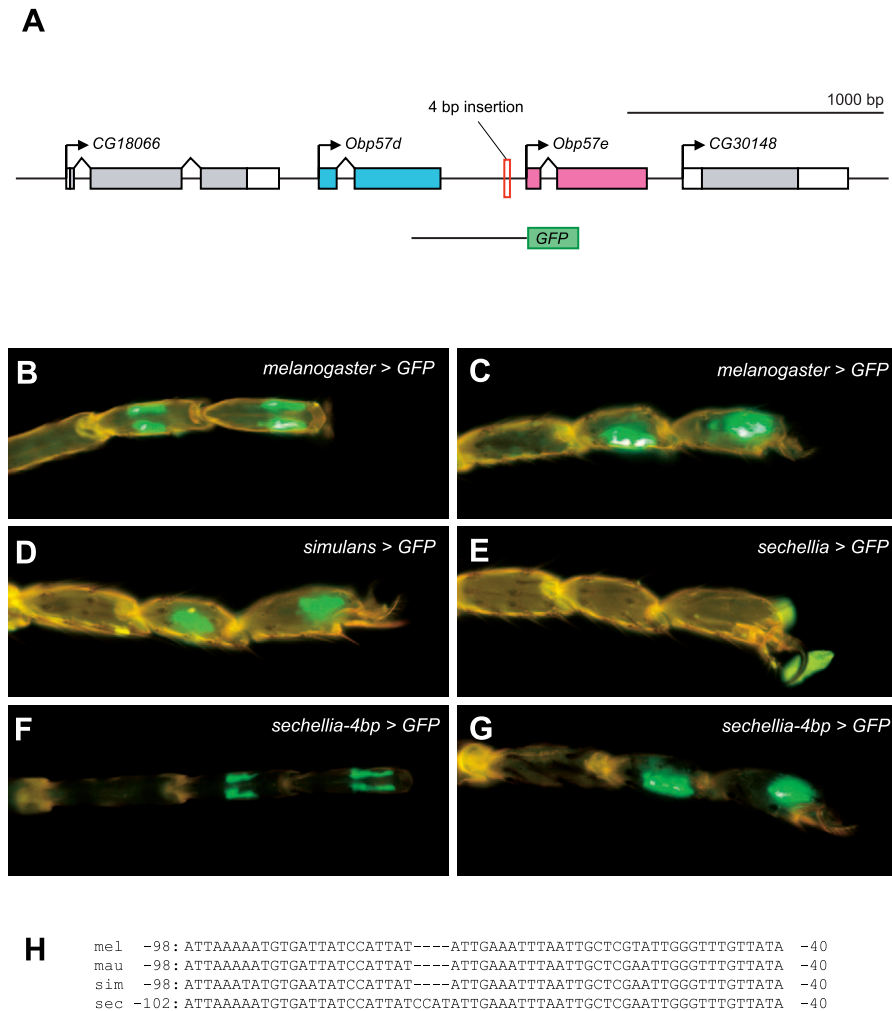 A
1000 bp
4 bp insertion
CG18066
Obp57d
Obp57e
CG30148
GFP
B
melanogaster > GFP
C
melanogaster > GFP
D
simulans > GFP
E
sechellia > GFP
F
sechellia-4bp > GFP
G
sechellia-4bp > GFP
H
mel -98: ATTAAAAATGTGATTATCCATTAT----ATTGAAATTTAATTGCTCGTATTGGGTTTGTTATA -40
mau -98: ATTAAAAATGTGATTATCCATTAT----ATTGAAATTTAATTGCTCGAATTGGGTTTGTTATA -40
sim -98: ATTAAATATGTGAATATCCATTAT----ATTGAAATTTAATTGCTCGAATTGGGTTTGTTATA -40
sec -102: ATTAAAAATGTGATTATCCATTATCCATATTGAAATTTAATTGCTCGAATTGGGTTTGTTATA -40